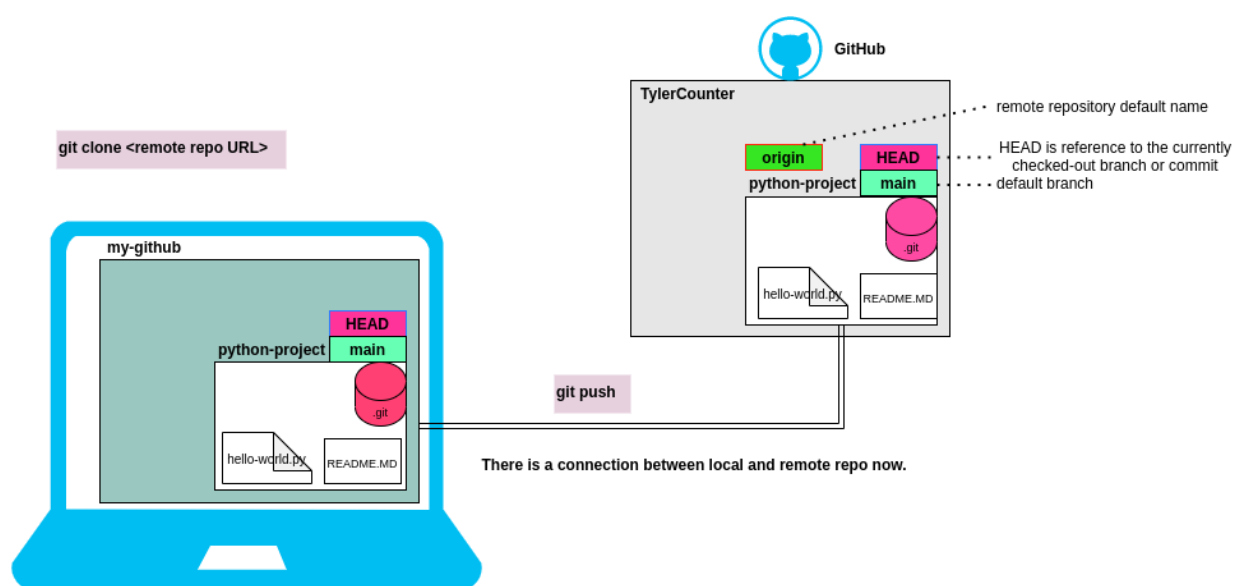 GitHub
TylerCounter
remote repository default name
git clone <remote repo URL>
origin
HEAD
HEAD is reference to the currently
checked-out branch or commit
python-project
main
default branch
.git
hello-world.py
README.MD
my-github
HEAD
python-project
main
.git
hello-world.py
README.MD
git push
There is a connection between local and remote repo now.